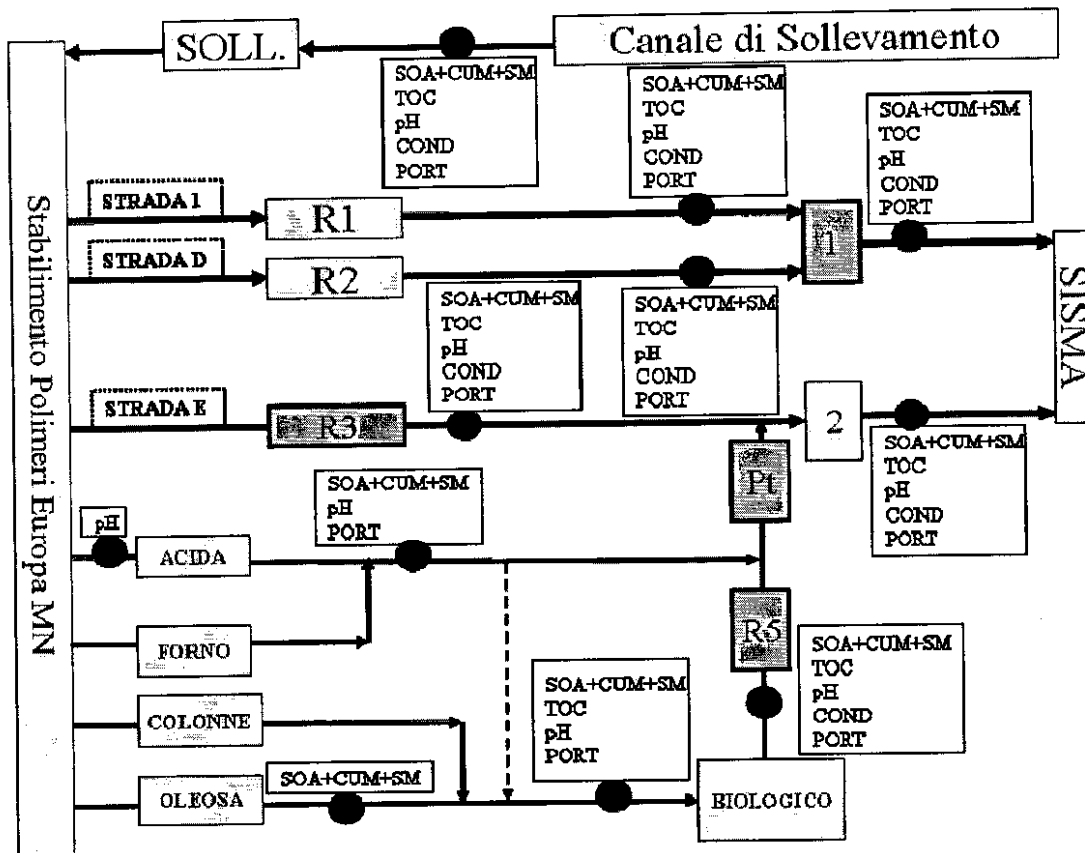 SOLL.
Canale di Sollevamento
SOA+CUM+SM
TOC
pH
COND
PORT
SOA+CUM+SM
TOC
pH
COND
PORT
SOA+CUM+SM
TOC
pH
COND
PORT
Stabilimento Polimeri Europa MN
STRADA 1
R1
1
STRADA D
R2
SISMA
SOA+CUM+SM
TOC
pH
COND
PORT
SOA+CUM+SM
TOC
pH
COND
PORT
STRADA E
R3
2
SOA+CUM+SM
TOC
pH
COND
PORT
Pt
SOA+CUM+SM
pH
PORT
pH
ACIDA
R5
FORNO
SOA+CUM+SM
TOC
pH
COND
PORT
SOA+CUM+SM
TOC
pH
PORT
COLONNE
OLEOSA
SOA+CUM+SM
BIOLOGICO